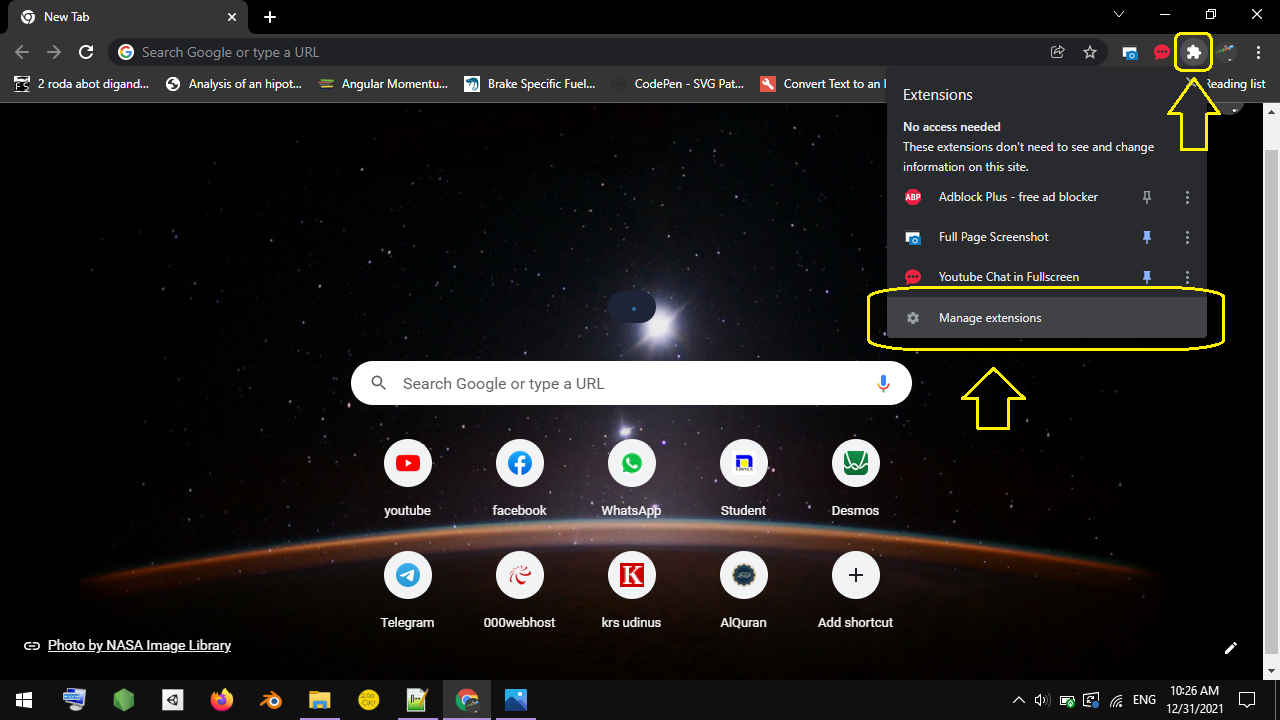 New Tab
Search Google or type a URL
2 roda abot digand...
Analysis of an hipot...
Angular Momentu...
Brake Specific Fuel...
CodePen - SVG Pat...
Convert Text to an
Reading list
Extensions
No access needed
These extensions don't need to see and change
information on this site.
ABP
Adblock Plus - free ad blocker
Full Page Screenshot
Youtube Chat in Fullscreen
Manage extensions
Search Google or type a URL
youtube
facebook
WhatsApp
Student
Desmos
Telegram
000webhost
krs udinus
AlQuran
Add shortcut
Photo by NASA Image Library
ENG
10:26 AM
12/31/2021